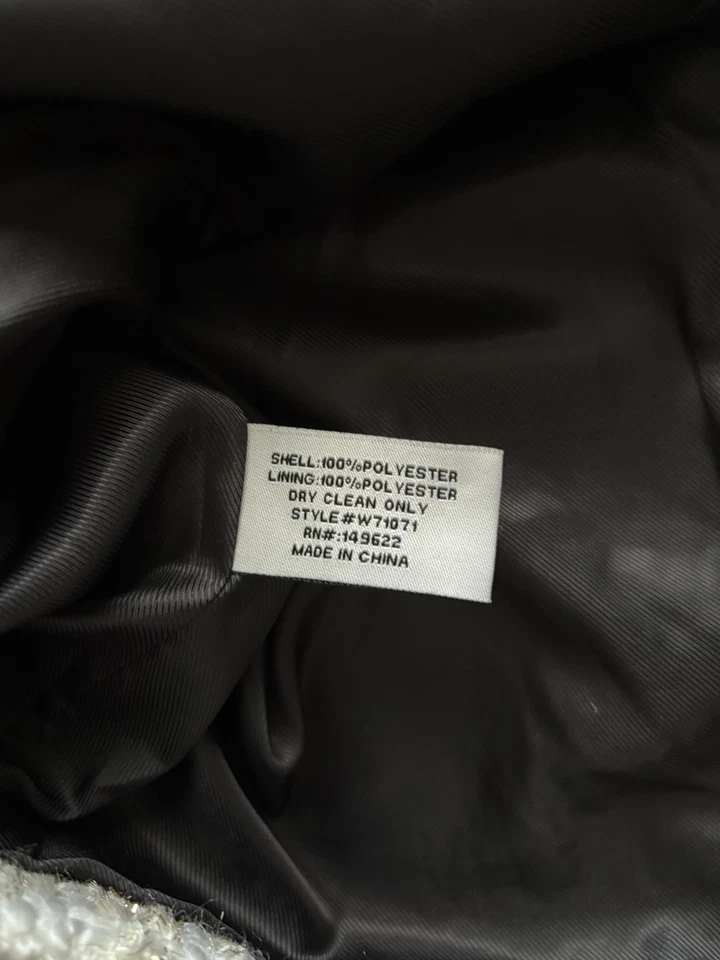 SHELL:100%POLYESTER
LINING:100%POLYESTER
DRY CLEAN ONLY
STYLE#W71071
RN#:149622
MADE IN CHINA